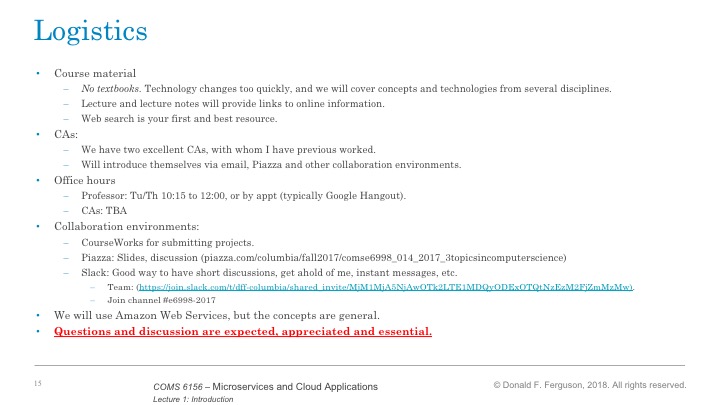 Logistics
• Course material
– No textbooks. Technology changes too quickly, and we will cover concepts and technologies from several disciplines.
– Lecture and lecture notes will provide links to online information.
– Web search is your first and best resource.
• CAs:
– We have two excellent CAs, with whom I have previous worked.
– Will introduce themselves via email, Piazza and other collaboration environments.
• Office hours
– Professor: Tu/Th 10:15 to 12:00, or by appt (typically Google Hangout).
– CAs: TBA
• Collaboration environments:
– CourseWorks for submitting projects.
– Piazza: Slides, discussion (piazza.com/columbia/fall2017/comse6998_014_2017_3topicsincomputerscience)
– Slack: Good way to have short discussions, get ahold of me, instant messages, etc.
– Team: (https://join.slack.com/t/dff-columbia/shared_invite/MjM1MjA5NjAwOTk2LTE1MDQyODExOTQtNzEzM2FjZmMzMw).
– Join channel #e6998-2017
• We will use Amazon Web Services, but the concepts are general.
• Questions and discussion are expected, appreciated and essential.
15
COMS 6156 – Microservices and Cloud Applications
Lecture 1: Introduction
© Donald F. Ferguson, 2018. All rights reserved.